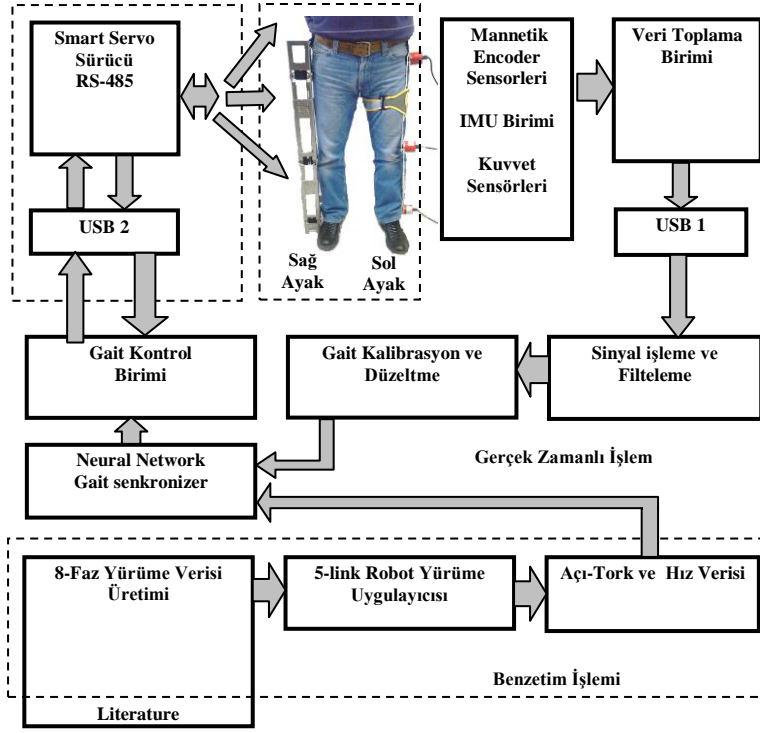 Smart Servo
Sürücü
RS-485
Mannetik
Encoder
Sensorleri
IMU Birimi
Kuvvet
Sensörleri
Veri Toplama
Birimi
USB 2
USB 1
Sağ
Ayak
Sol
Ayak
Gait Kontrol
Birimi
Gait Kalibrasyon ve
Düzeltme
Sinyal işleme ve
Filteleme
Neural Network
Gait senkronizer
Gerçek Zamanlı İşlem
8-Faz Yürüme Verisi
Üretimi
5-link Robot Yürüme
Uygulayıcısı
Açı-Tork ve Hız Verisi
Benzetim İşlemi
Literature